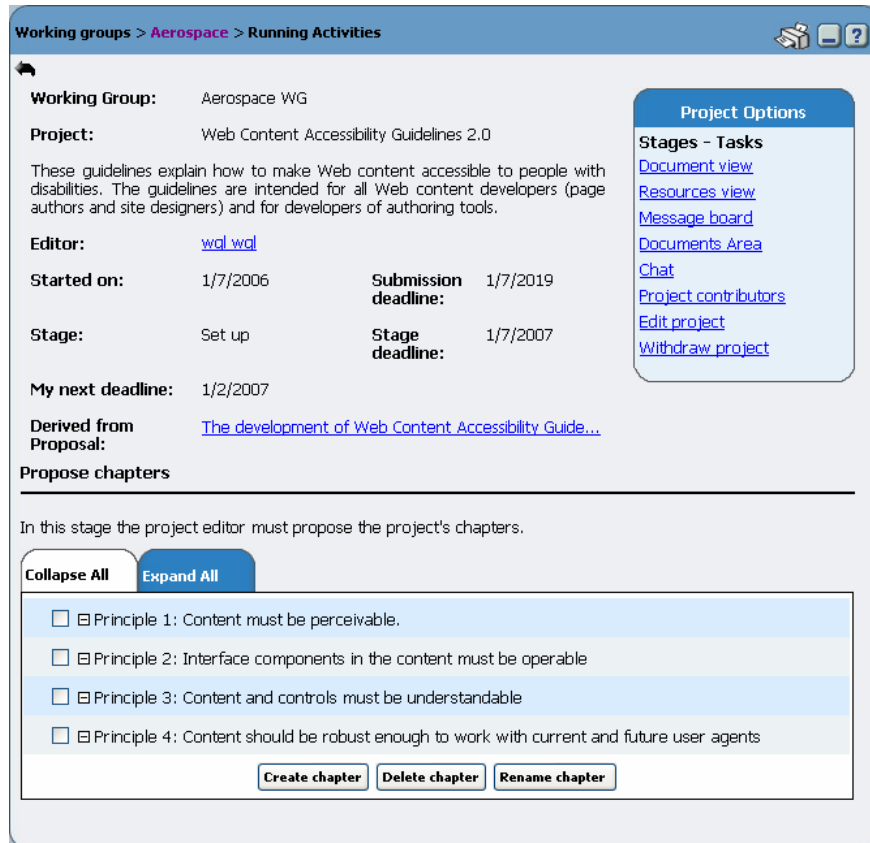 Working groups > Aerospace > Running Activities
?
Working Group: Aerospace WG
Project: Web Content Accessibility Guidelines 2.0
These guidelines explain how to make Web content accessible to people with
disabilities. The guidelines are intended for all Web content developers (page
authors and site designers) and for developers of authoring tools.
Editor: wgl wgl
Started on: 1/7/2006 Submission deadline: 1/7/2019
Stage: Set up Stage deadline: 1/7/2007
My next deadline: 1/2/2007
Derived from Proposal: The development of Web Content Accessibility Guide...
Project Options
Stages - Tasks
Document view
Resources view
Message board
Documents Area
Chat
Project contributors
Edit project
Withdraw project
Propose chapters
In this stage the project editor must propose the project's chapters.
Collapse All Expand All
Principle 1: Content must be perceivable.
Principle 2: Interface components in the content must be operable
Principle 3: Content and controls must be understandable
Principle 4: Content should be robust enough to work with current and future user agents
Create chapter Delete chapter Rename chapter